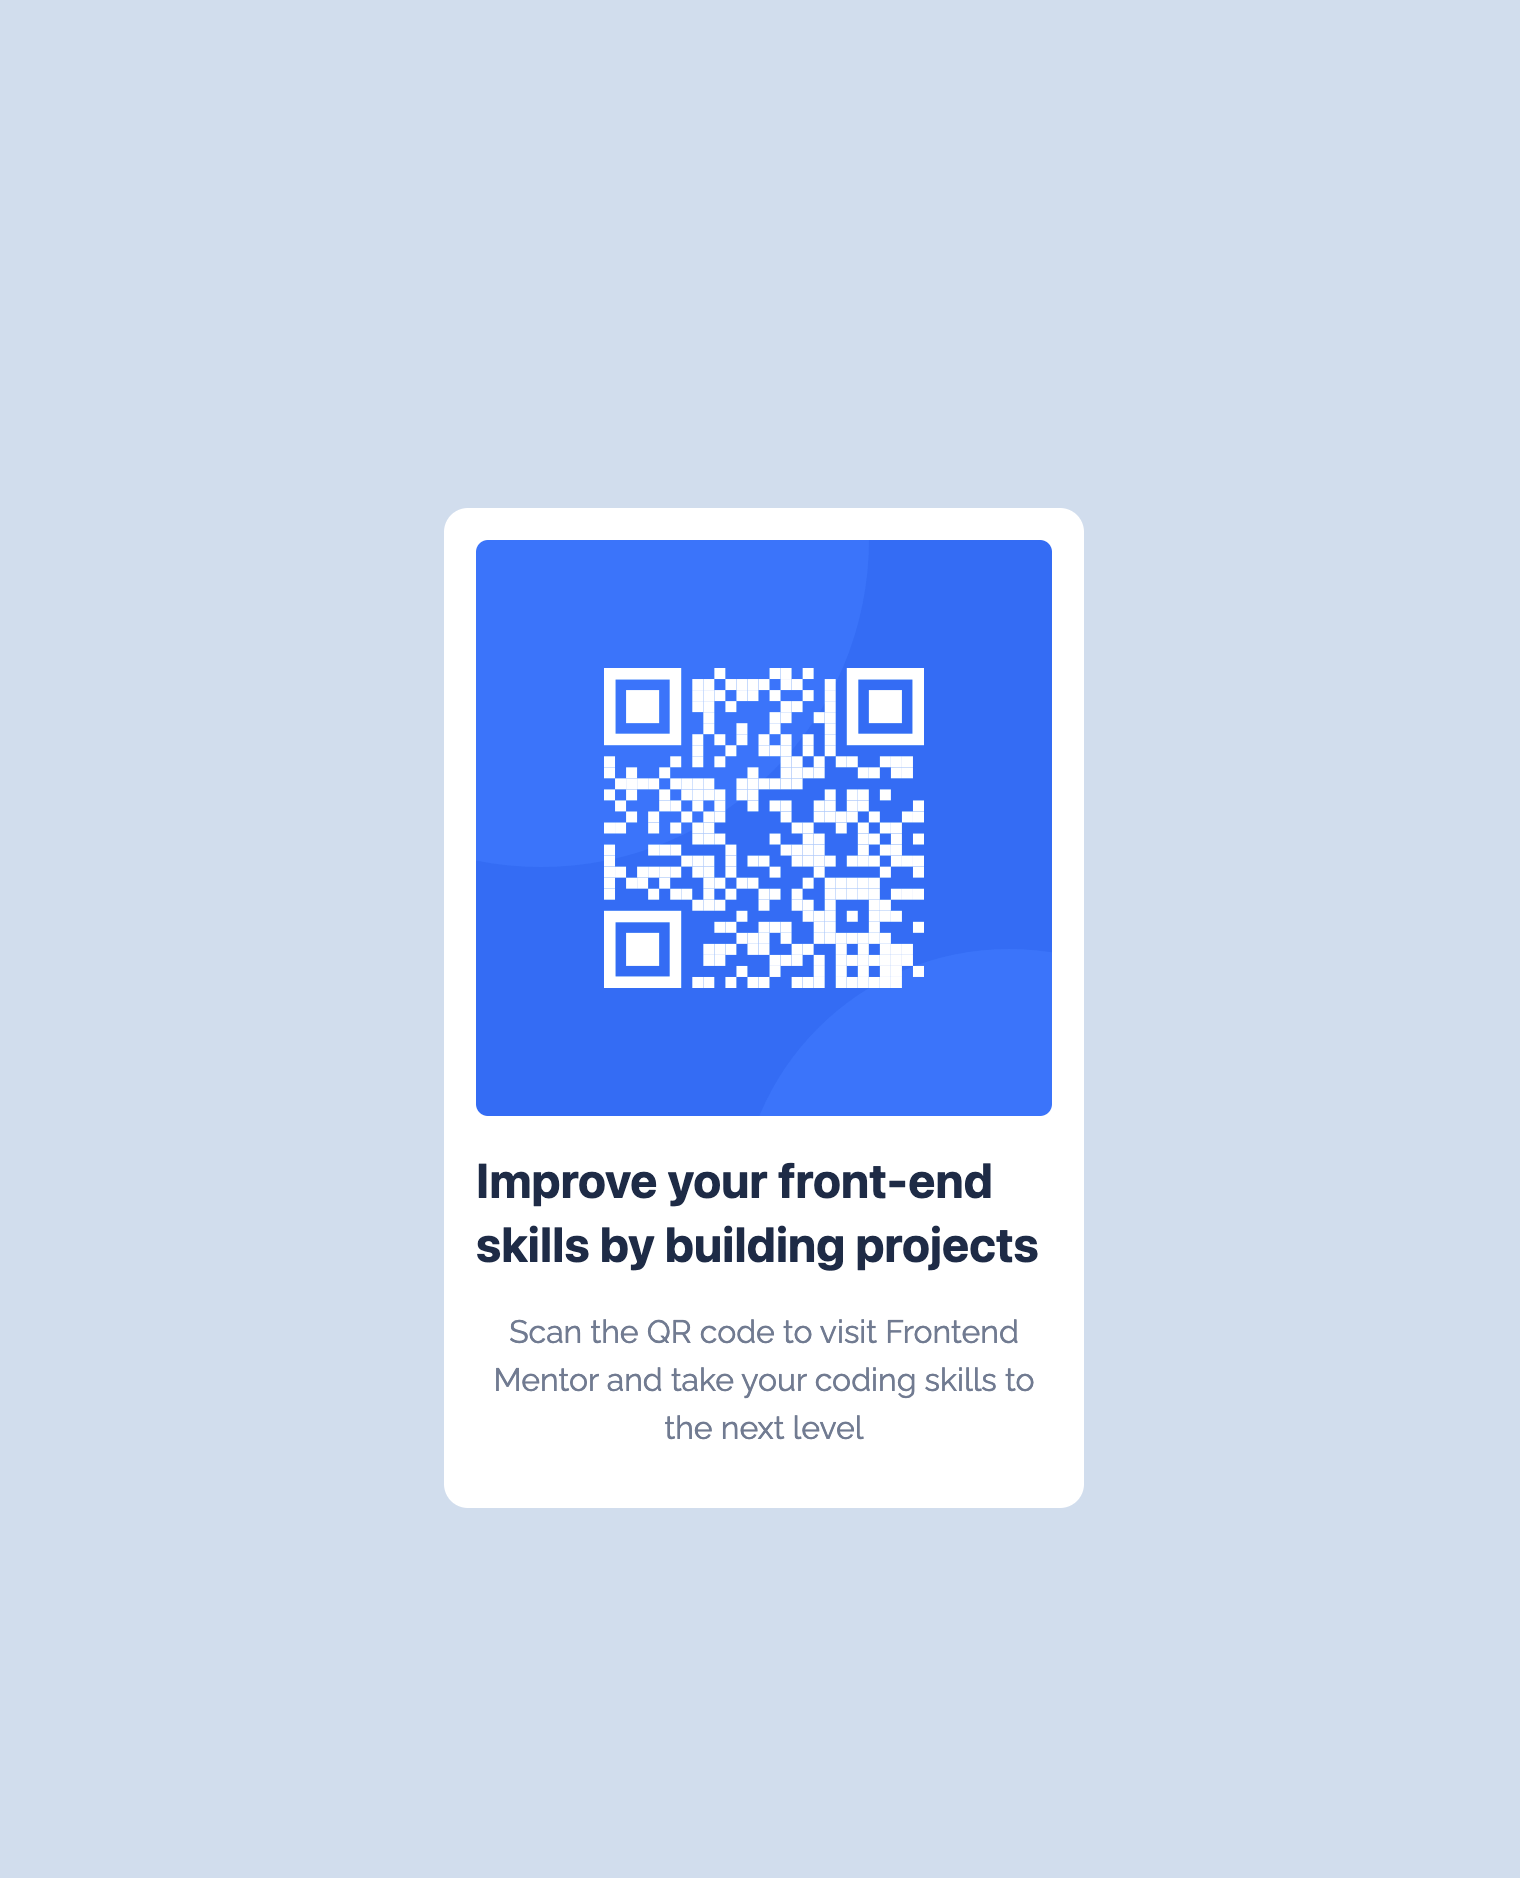 Improve your front-end
skills by building projects
Scan the QR code to visit Frontend
Mentor and take your coding skills to
the next level